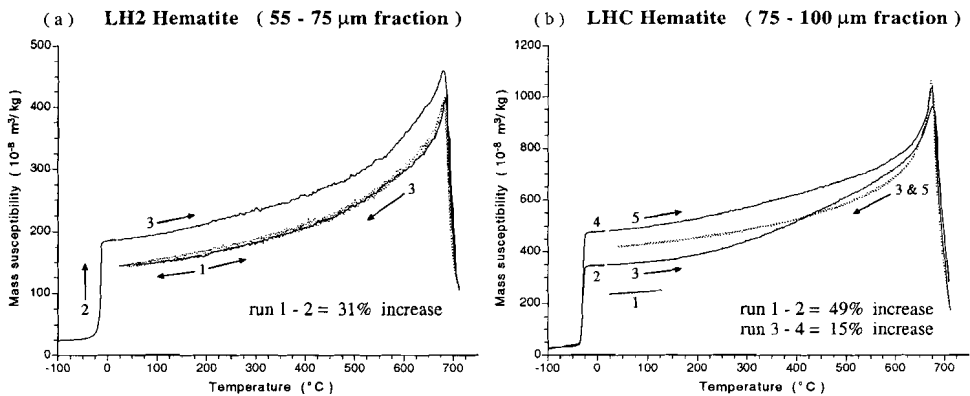 (a) LH2 Hematite ( 55 - 75 µm fraction )
500
400
300
200
100
0
Mass susceptibility ( 10⁻⁸ m³/ kg )
3
3
1
2
run 1 - 2 = 31% increase
-100 0 100 200 300 400 500 600 700
Temperature ( °C )
(b) LHC Hematite ( 75 - 100 µm fraction )
1200
1000
800
600
400
200
0
Mass susceptibility ( 10⁻⁸ m³/ kg )
4
5
3 & 5
2
3
1
run 1 - 2 = 49% increase
run 3 - 4 = 15% increase
-100 0 100 200 300 400 500 600 700
Temperature ( °C )